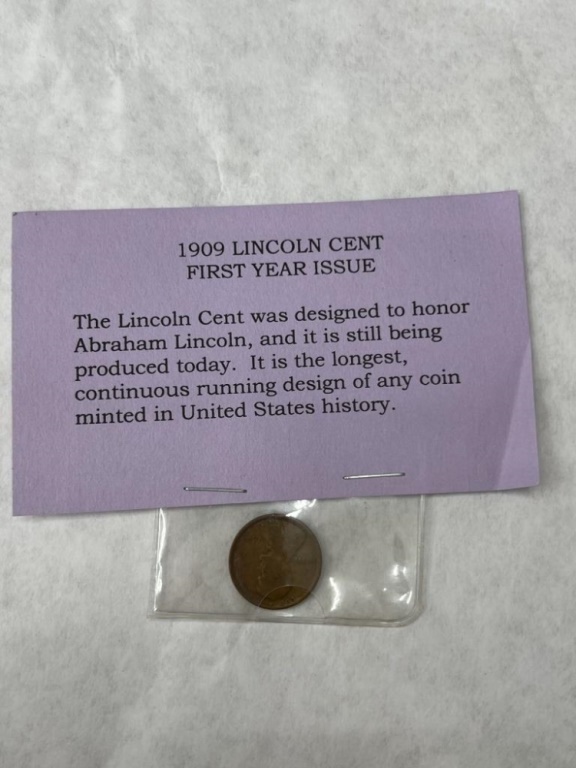 1909 LINCOLN CENT
FIRST YEAR ISSUE
The Lincoln Cent was designed to honor
Abraham Lincoln, and it is still being
produced today. It is the longest,
continuous running design of any coin
minted in United States history.